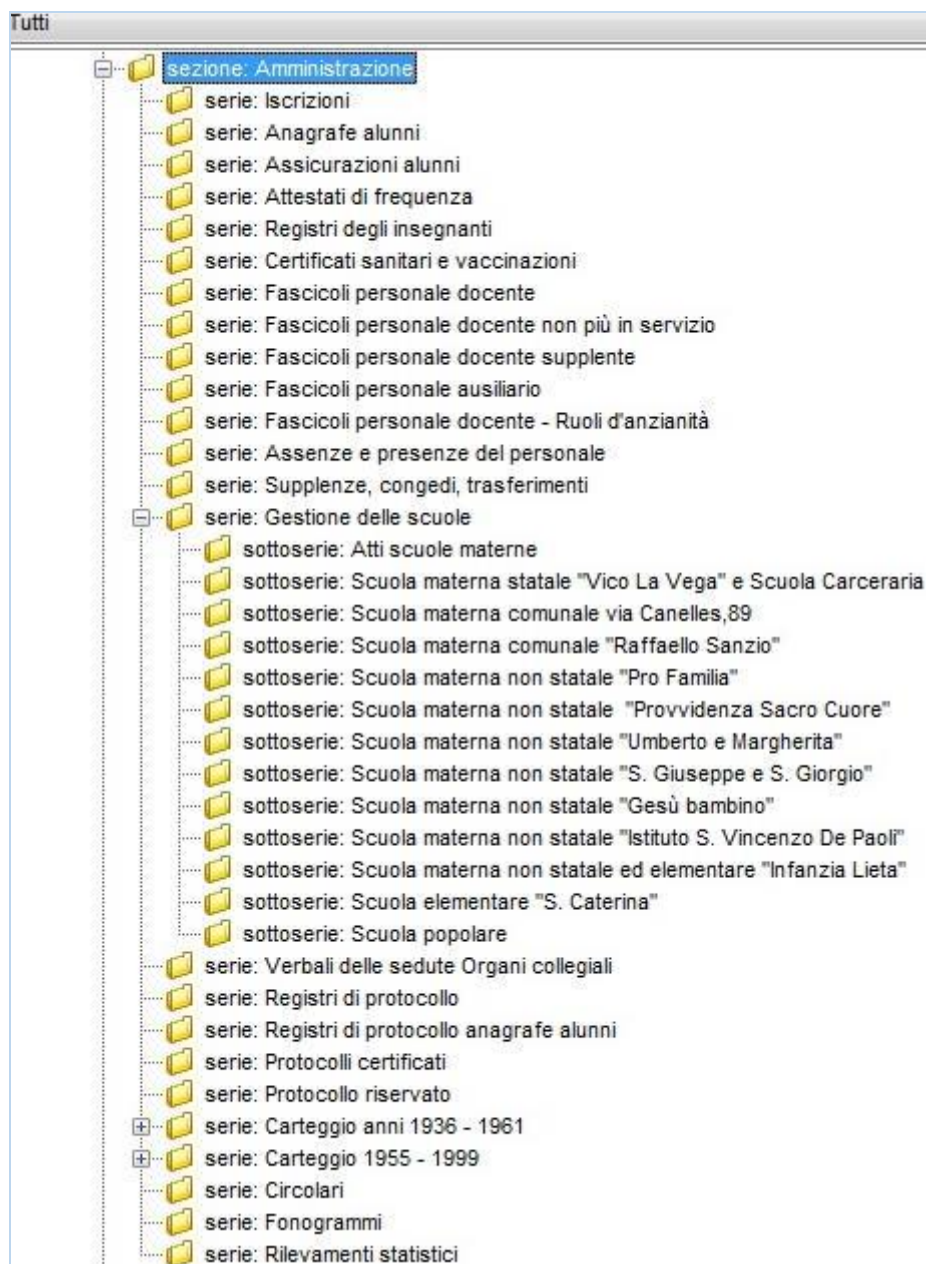 Tutti
sezione: Amministrazione
serie: Iscrizioni
serie: Anagrafe alunni
serie: Assicurazioni alunni
serie: Attestati di frequenza
serie: Registri degli insegnanti
serie: Certificati sanitari e vaccinazioni
serie: Fascicoli personale docente
serie: Fascicoli personale docente non più in servizio
serie: Fascicoli personale docente supplente
serie: Fascicoli personale ausiliario
serie: Fascicoli personale docente - Ruoli d'anzianità
serie: Assenze e presenze del personale
serie: Supplenze, congedi, trasferimenti
serie: Gestione delle scuole
sottoserie: Atti scuole materne
sottoserie: Scuola materna statale "Vico La Vega" e Scuola Carceraria
sottoserie: Scuola materna comunale via Canelles,89
sottoserie: Scuola materna comunale "Raffaello Sanzio"
sottoserie: Scuola materna non statale "Pro Familia"
sottoserie: Scuola materna non statale  "Provvidenza Sacro Cuore"
sottoserie: Scuola materna non statale "Umberto e Margherita"
sottoserie: Scuola materna non statale "S. Giuseppe e S. Giorgio"
sottoserie: Scuola materna non statale "Gesù bambino"
sottoserie: Scuola materna non statale "Istituto S. Vincenzo De Paoli"
sottoserie: Scuola materna non statale ed elementare "Infanzia Lieta"
sottoserie: Scuola elementare "S. Caterina"
sottoserie: Scuola popolare
serie: Verbali delle sedute Organi collegiali
serie: Registri di protocollo
serie: Registri di protocollo anagrafe alunni
serie: Protocolli certificati
serie: Protocollo riservato
serie: Carteggio anni 1936 - 1961
serie: Carteggio 1955 - 1999
serie: Circolari
serie: Fonogrammi
serie: Rilevamenti statistici